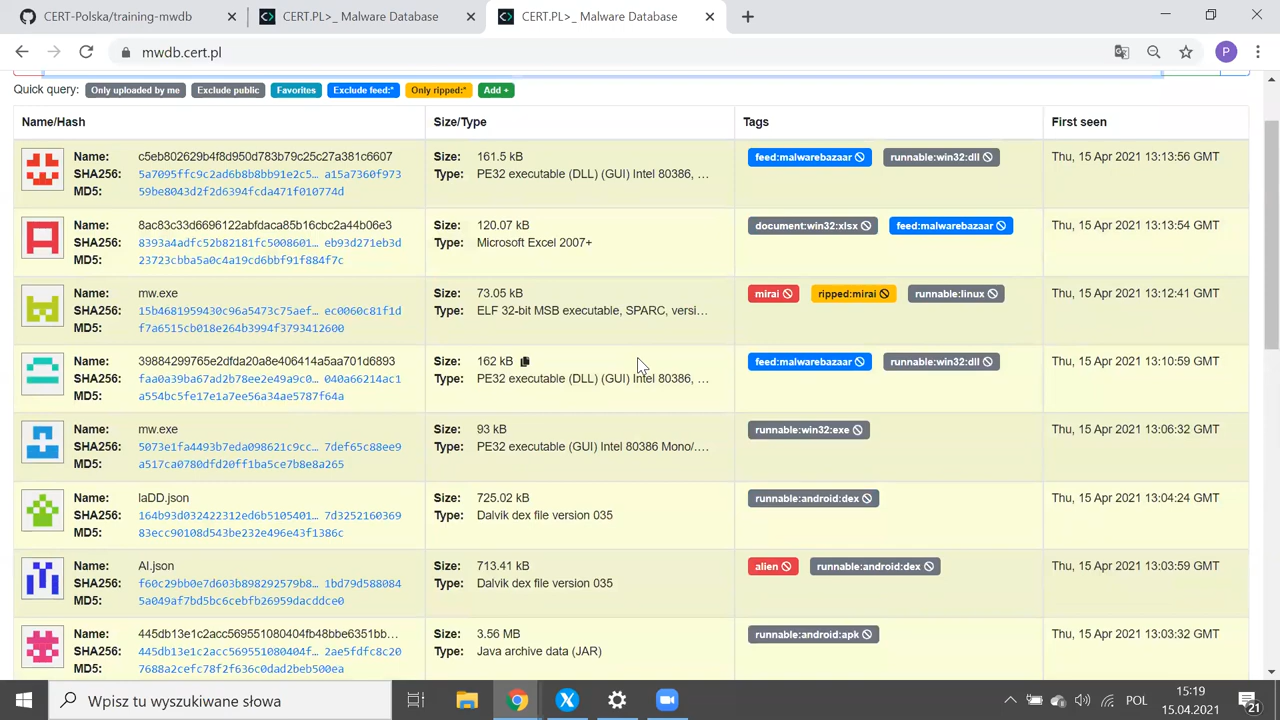 CERT-Polska/training-mwdb
CERT.PL>_ Malware Database
CERT.PL>_ Malware Database
mwdb.cert.pl
P
Quick query: Only uploaded by me Exclude public Favorites Exclude feed:* Only ripped:* Add +
Name/Hash Size/Type Tags First seen
Name: c5eb802629b4f8d950d783b79c25c27a381c6607 Size: 161.5 kB feed:malwarebazaar runnable:win32:dll Thu, 15 Apr 2021 13:13:56 GMT
SHA256: 5a7095ffc9c2ad6b8b8bb91e2c5… a15a7360f973 Type: PE32 executable (DLL) (GUI) Intel 80386, …
MD5: 59be8043d2f2d6394fcda471f010774d
Name: 8ac83c33d6696122abfdaca85b16cbc2a44b06e3 Size: 120.07 kB document:win32:xlsx feed:malwarebazaar Thu, 15 Apr 2021 13:13:54 GMT
SHA256: 8393a4adfc52b82181fc5008601… eb93d271eb3d Type: Microsoft Excel 2007+
MD5: 23723cbba5a0c4a19cd6bbf91f884f7c
Name: mw.exe Size: 73.05 kB mirai ripped:mirai runnable:linux Thu, 15 Apr 2021 13:12:41 GMT
SHA256: 15b4681959430c96a5473c75aef… ec0060c81f1d Type: ELF 32-bit MSB executable, SPARC, versi…
MD5: f7a6515cb018e264b3994f3793412600
Name: 39884299765e2dfda20a8e406414a5aa701d6893 Size: 162 kB feed:malwarebazaar runnable:win32:dll Thu, 15 Apr 2021 13:10:59 GMT
SHA256: faa0a39ba67ad2b78ee2e49a9c0… 040a66214ac1 Type: PE32 executable (DLL) (GUI) Intel 80386, …
MD5: a554bc5fe17e1a7ee56a34ae5787f64a
Name: mw.exe Size: 93 kB runnable:win32:exe Thu, 15 Apr 2021 13:06:32 GMT
SHA256: 5073e1fa4493b7eda098621c9cc… 7def65c88ee9 Type: PE32 executable (GUI) Intel 80386 Mono/.…
MD5: a517ca0780dfd20ff1ba5ce7b8e8a265
Name: laDD.json Size: 725.02 kB runnable:android:dex Thu, 15 Apr 2021 13:04:24 GMT
SHA256: 164b93d032422312ed6b5105401… 7d3252160369 Type: Dalvik dex file version 035
MD5: 83ecc90108d543be232e496e43f1386c
Name: AI.json Size: 713.41 kB alien runnable:android:dex Thu, 15 Apr 2021 13:03:59 GMT
SHA256: f60c29bb0e7d603b898292579b8… 1bd79d588084 Type: Dalvik dex file version 035
MD5: 5a049af7bd5bc6cebfb26959dacddce0
Name: 445db13e1c2acc569551080404fb48bbe6351bb… Size: 3.56 MB runnable:android:apk Thu, 15 Apr 2021 13:03:32 GMT
SHA256: 445db13e1c2acc569551080404f… 2ae5fdfc8c20 Type: Java archive data (JAR)
MD5: 7688a2cefc78f2f636c0dad2beb500ea
Wpisz tu wyszukiwane słowa
POL
15:19
15.04.2021
21